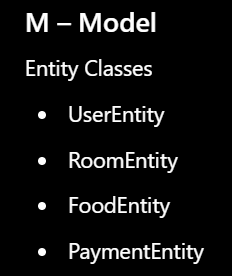 M – Model
Entity Classes
• UserEntity
• RoomEntity
• FoodEntity
• PaymentEntity